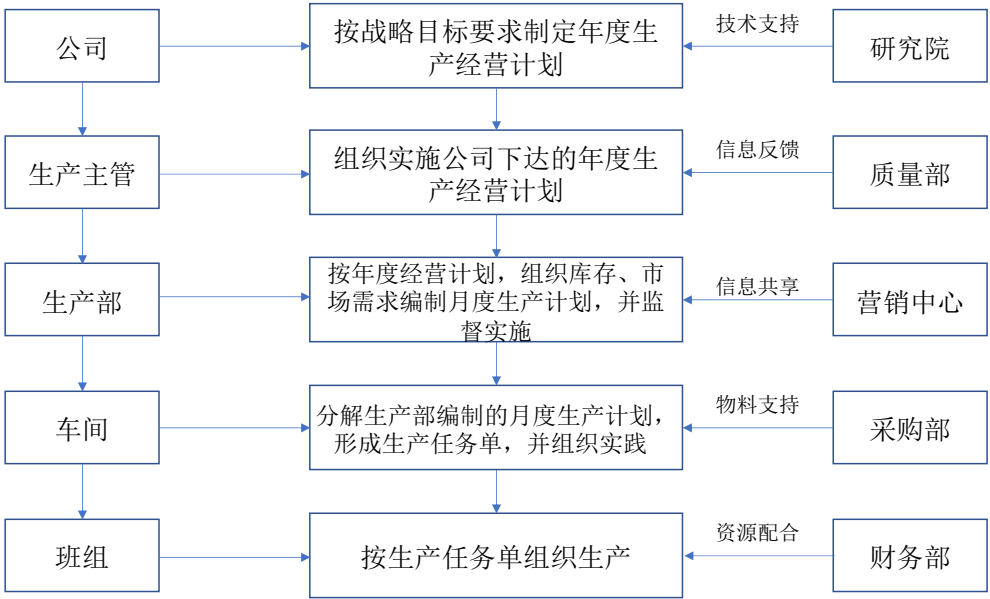 公司
按战略目标要求制定年度生
产经营计划
技术支持
研究院
生产主管
组织实施公司下达的年度生
产经营计划
信息反馈
质量部
生产部
按年度经营计划，组织库存、市
场需求编制月度生产计划，并监
督实施
信息共享
营销中心
车间
分解生产部编制的月度生产计划，
形成生产任务单，并组织实践
物料支持
采购部
班组
按生产任务单组织生产
资源配合
财务部